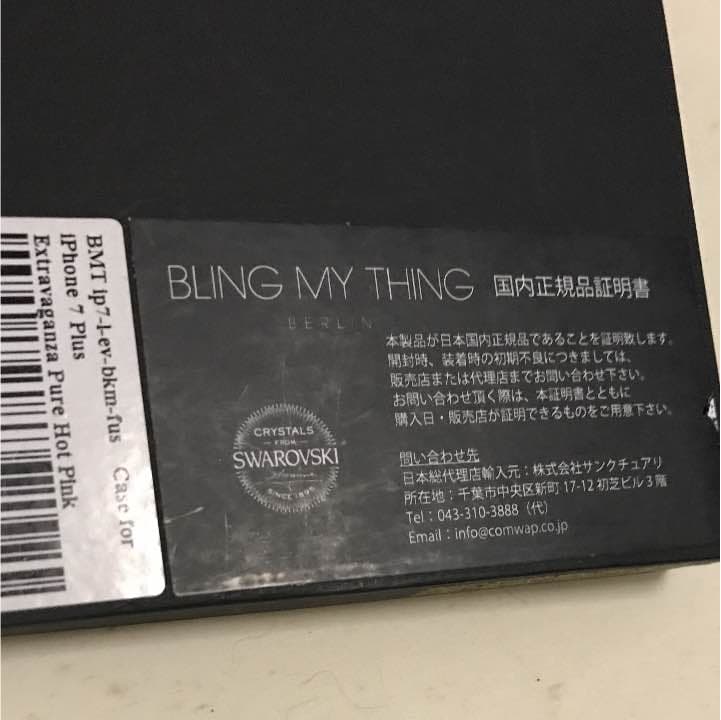 BMT ip7-l-ev-bkm-fus Case for
iPhone 7 Plus
Extravaganza Pure Hot Pink
BLING MY THING 国内正規品証明書
BERLIN
本製品が日本国内正規品であることを証明致します。
開封時、装着時の初期不良につきましては、
販売店または代理店までお問い合わせ下さい。
お問い合わせ頂く際は、本証明書とともに
購入日・販売店が証明できるものをご用意下さい。
CRYSTALS
FROM
SWAROVSKI
SINCE 1895
問い合わせ先
日本総代理店輸入元：株式会社サンクチュアリ
所在地：千葉市中央区新町 17-12 初芝ビル 3 階
Tel：043-310-3888（代）
Email：info@comwap.co.jp